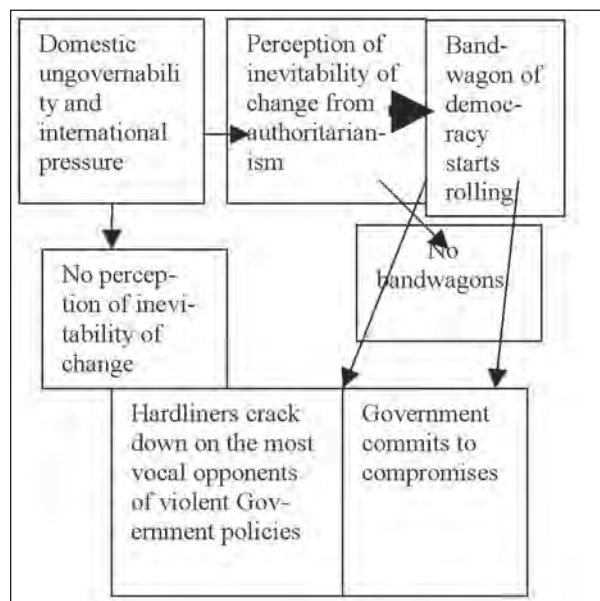 Domestic
ungovernabili
ty and
international
pressure
Perception of
inevitability of
change from
authoritarian-
ism
Band-
wagon of
democ-
racy
starts
rolling
No percep-
tion of inevi-
tability of
change
No
bandwagons
Hardliners crack
down on the most
vocal opponents
of violent Gov-
ernment policies
Government
commits to
compromises